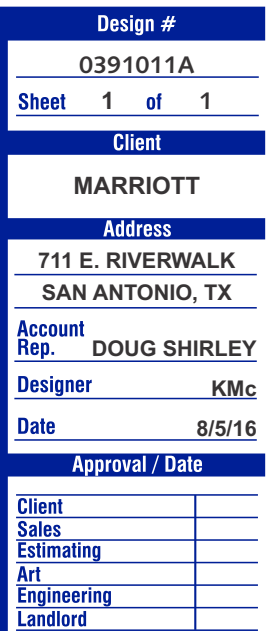 Design #
0391011A
Sheet 1 of 1
Client
MARRIOTT
Address
711 E. RIVERWALK
SAN ANTONIO, TX
Account
Rep. DOUG SHIRLEY
Designer KMc
Date 8/5/16
Approval / Date
Client
Sales
Estimating
Art
Engineering
Landlord